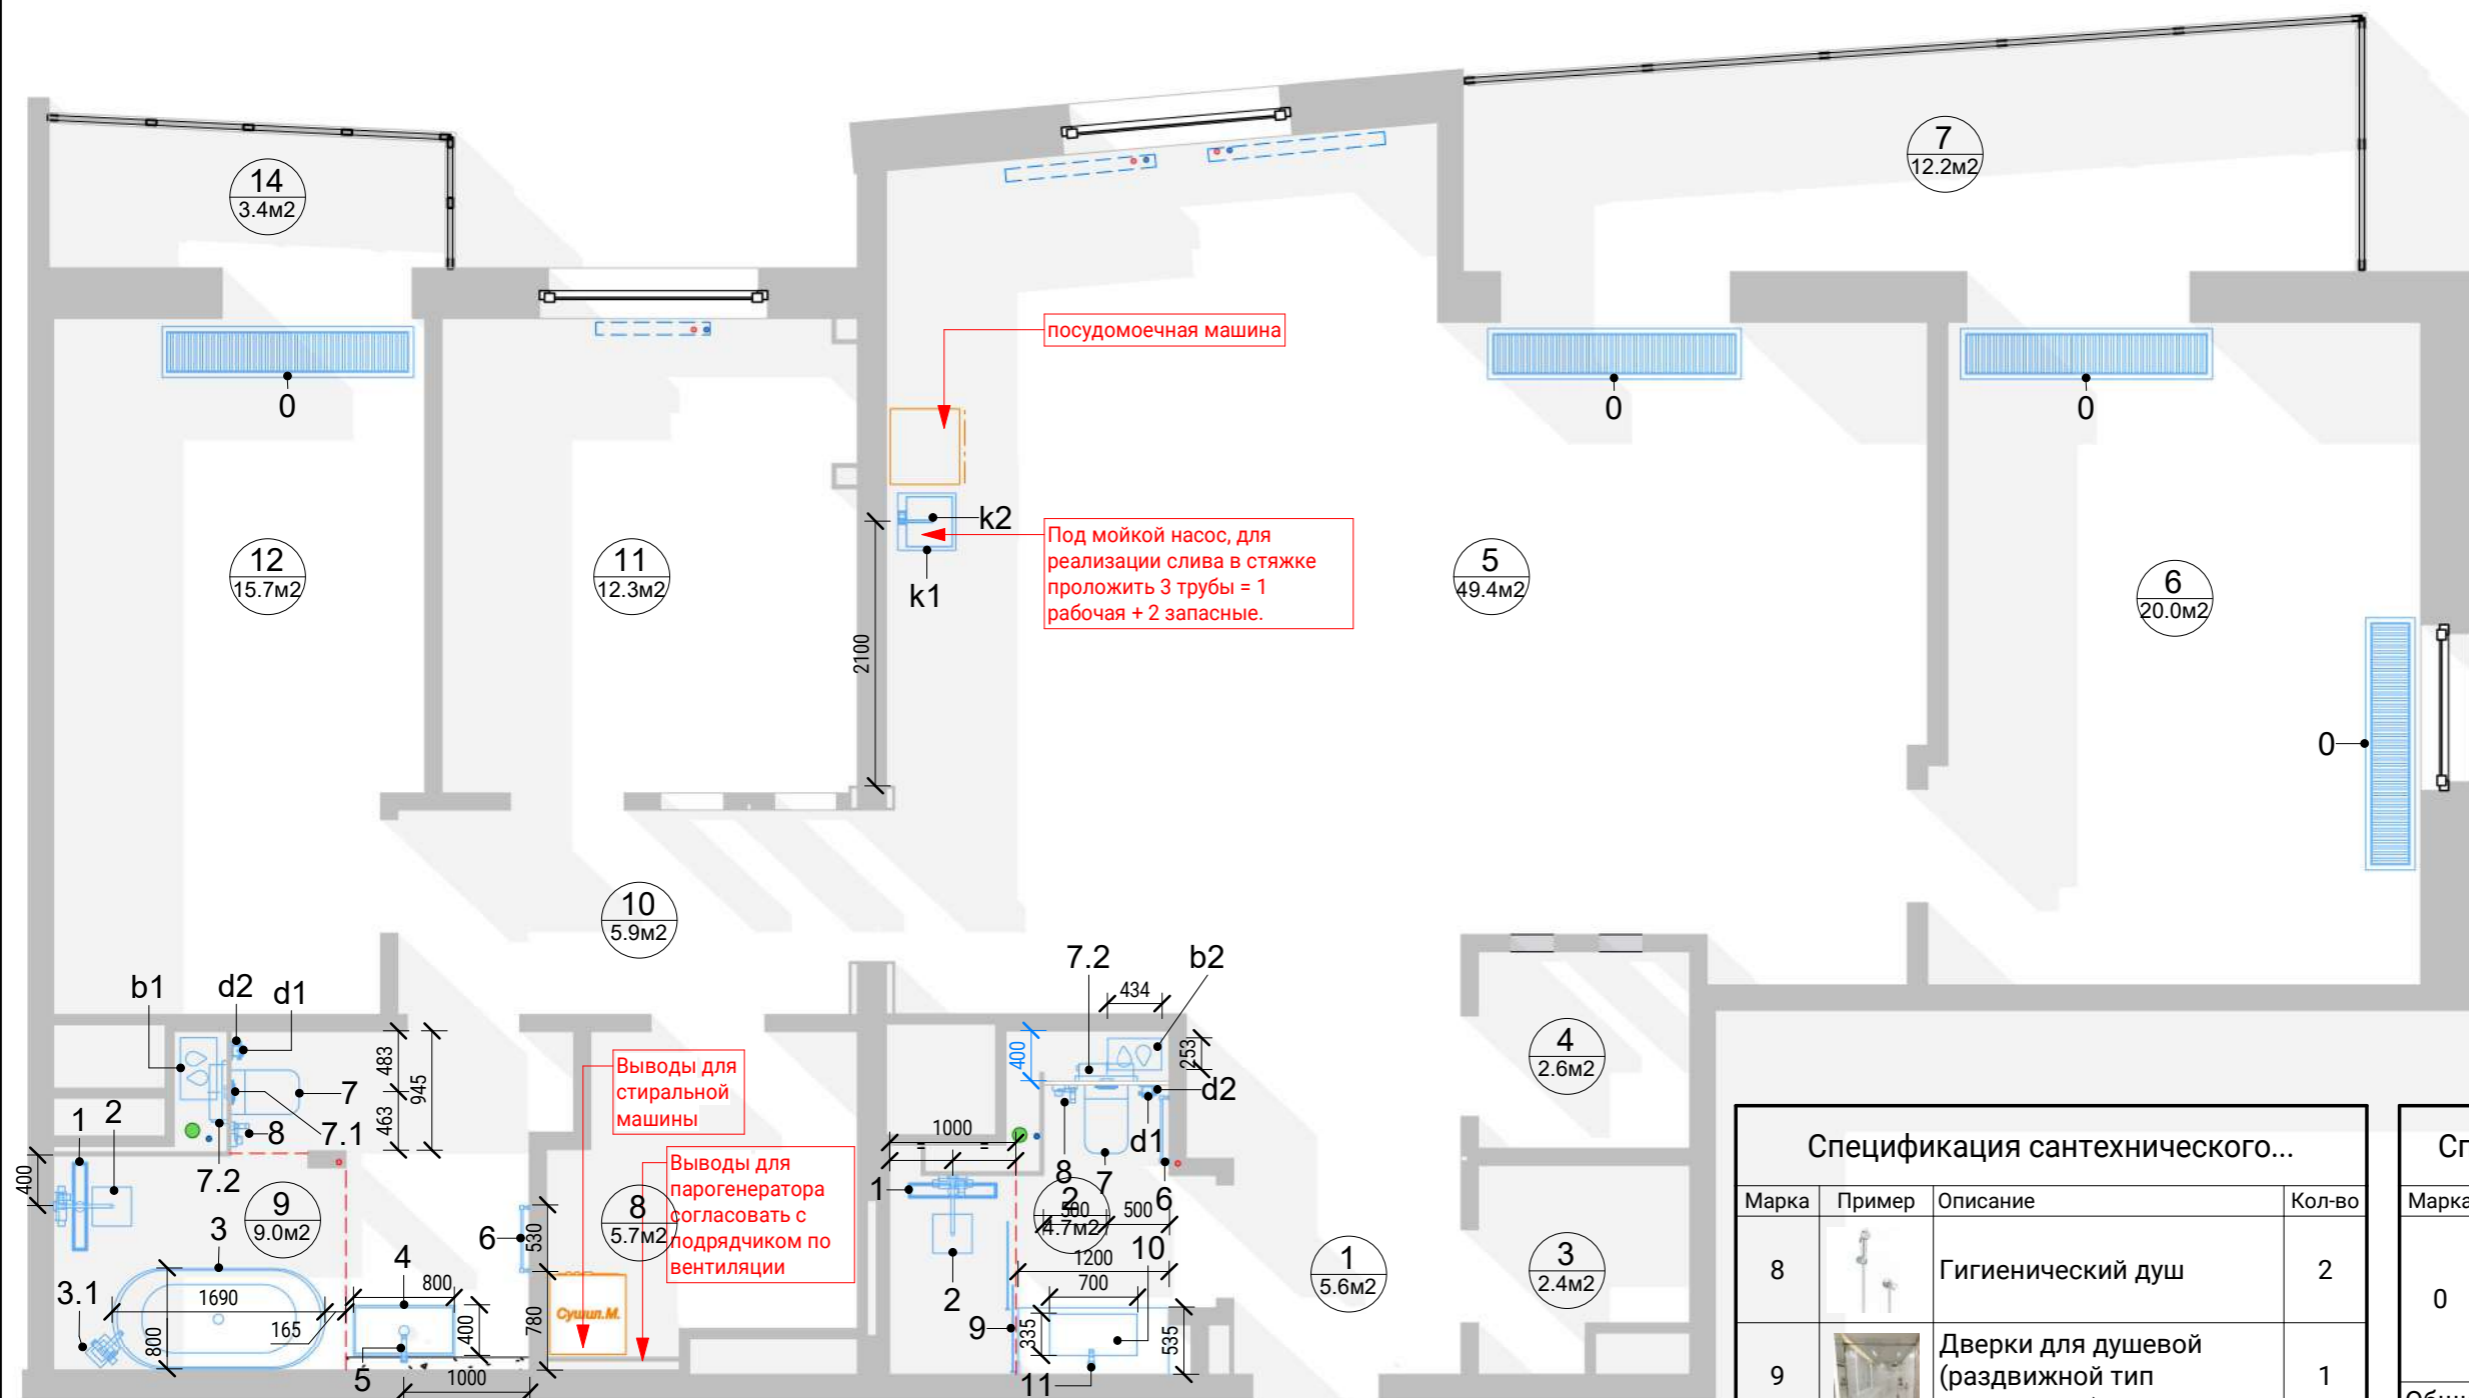 14
3.4м2
7
12.2м2
посудомоечная машина
0
0
0
k2
k1
Под мойкой насос, для
реализации слива в стяжке
проложить 3 трубы = 1
рабочая + 2 запасные.
12
15.7м2
11
12.3м2
2100
5
49.4м2
6
20.0м2
0
10
5.9м2
b1
d2
d1
483
945
463
7
7.1
8
7.2
1
2
400
9
9.0м2
3
3.1
1690
800
165
4
800
400
5
1000
6
530
780
Сушил.М.
Выводы для
стиральной
машины
Выводы для
парогенератора
согласовать с
подрядчиком по
вентиляции
8
5.7м2
7.2
b2
434
400
253
d2
d1
1000
=
=
8
7
6
1
2
4.7м2
500
500
2
1200
10
700
9
335
535
11
1
5.6м2
4
2.6м2
3
2.4м2
Спецификация сантехнического...
Марка Пример Описание Кол-во
8 Гигиенический душ 2
9 Дверки для душевой
(раздвижной тип
1
Сп
Марка
0